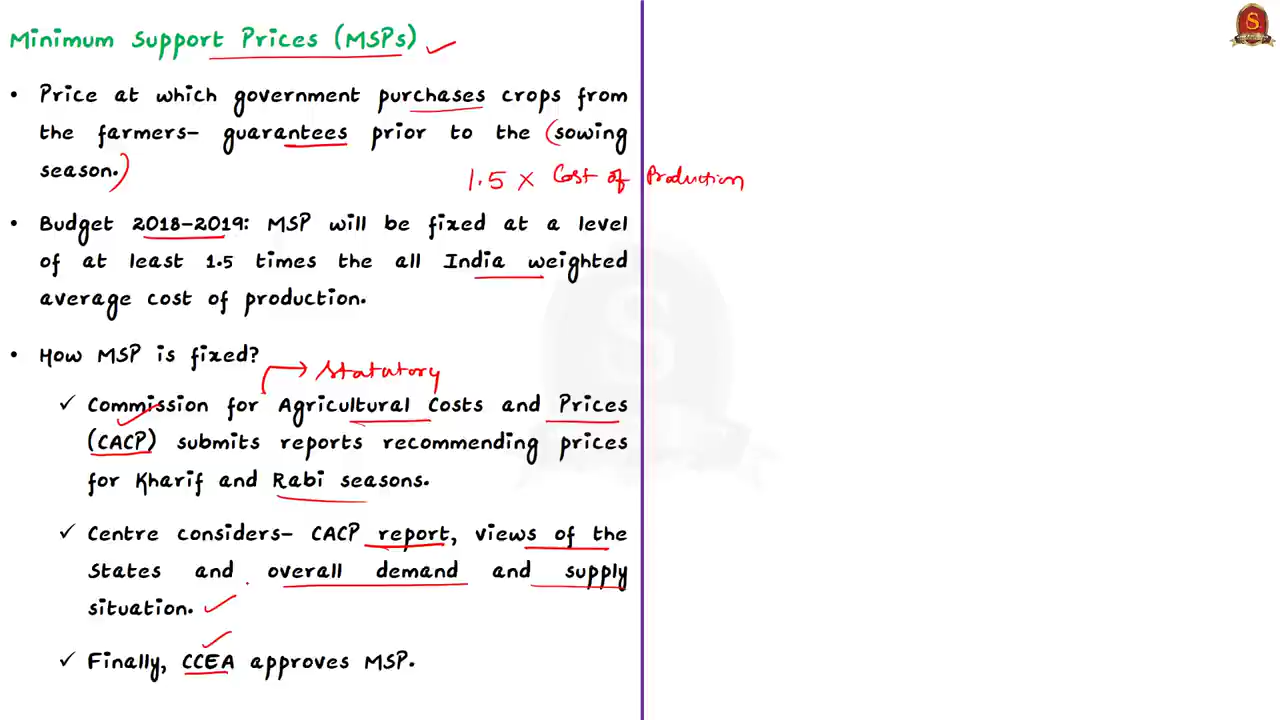 Minimum Support Prices (MSPs)
• Price at which government purchases crops from
the farmers- guarantees prior to the (sowing
season.)
1.5 × Cost of Production
• Budget 2018-2019: MSP will be fixed at a level
of at least 1.5 times the all India weighted
average cost of production.
• How MSP is fixed?
→ Statutory
✓ Commission for Agricultural Costs and Prices
(CACP) submits reports recommending prices
for Kharif and Rabi seasons.
✓ Centre considers- CACP report, views of the
States and overall demand and supply
situation.
✓ Finally, CCEA approves MSP.
S